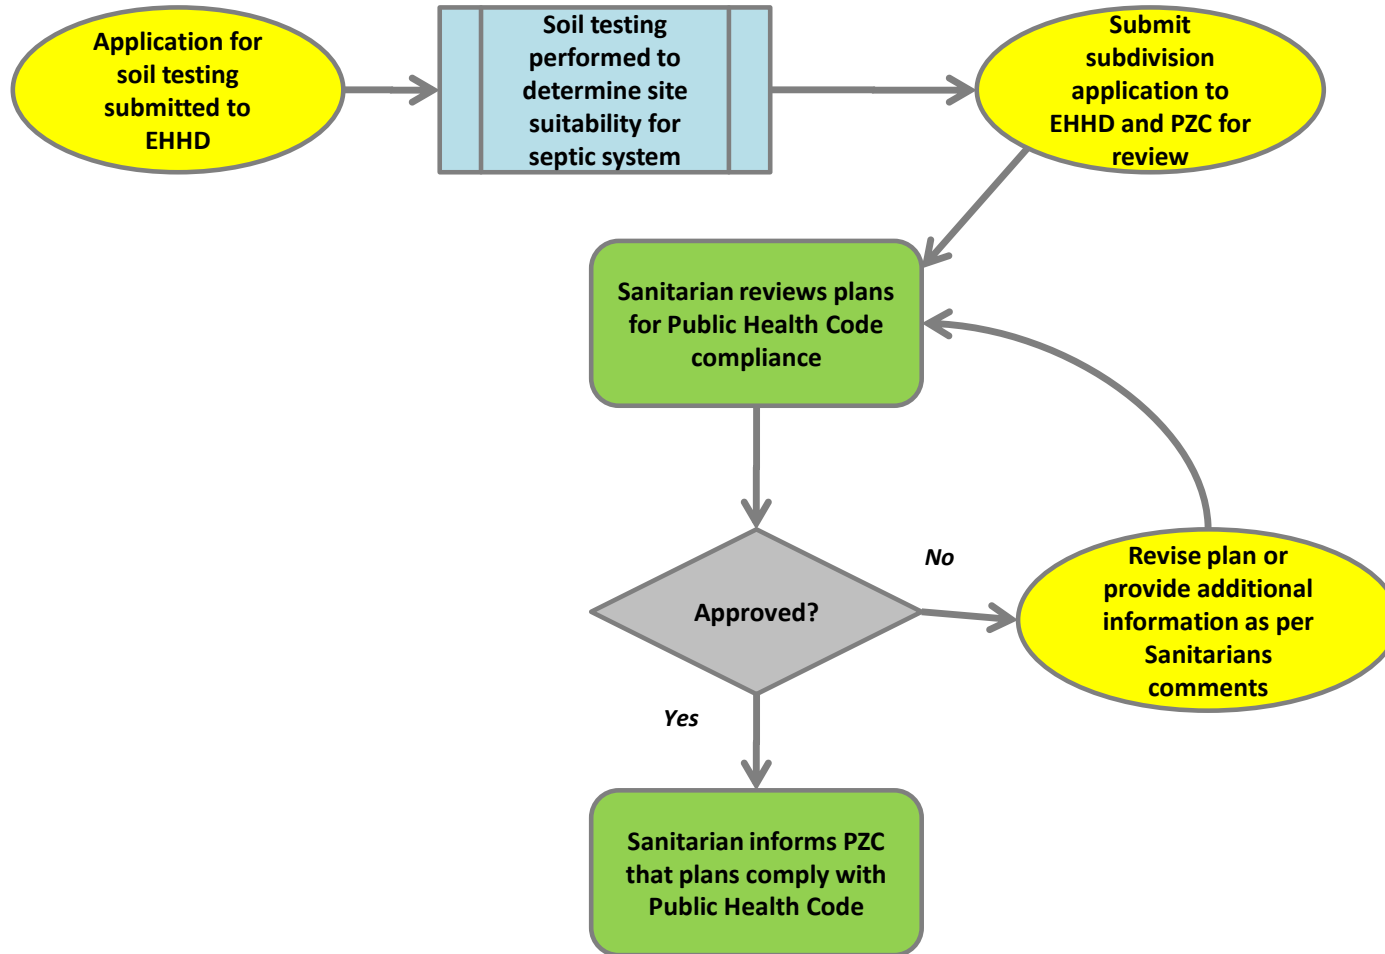 Application for
soil testing
submitted to
EHHD
Soil testing
performed to
determine site
suitability for
septic system
Submit
subdivision
application to
EHHD and PZC for
review
Sanitarian reviews plans
for Public Health Code
compliance
Approved?
No
Revise plan or
provide additional
information as per
Sanitarians
comments
Yes
Sanitarian informs PZC
that plans comply with
Public Health Code